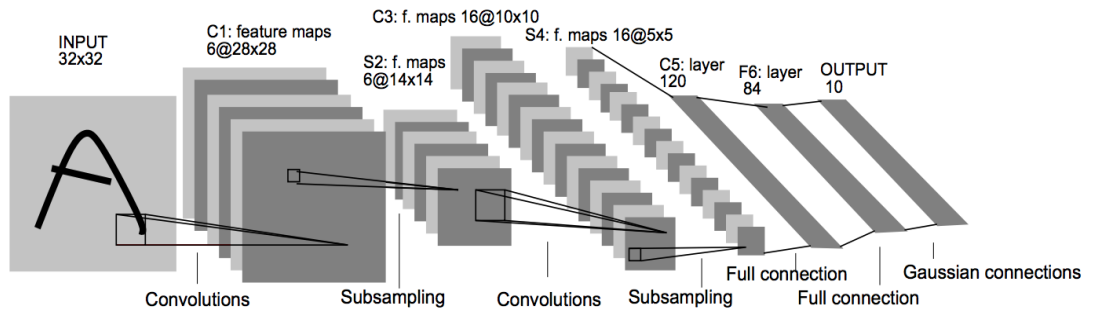 INPUT
32x32
C1: feature maps
6@28x28
S2: f. maps
6@14x14
C3: f. maps 16@10x10
S4: f. maps 16@5x5
C5: layer
120
F6: layer
84
OUTPUT
10
Convolutions
Subsampling
Convolutions
Subsampling
Full connection
Full connection
Gaussian connections